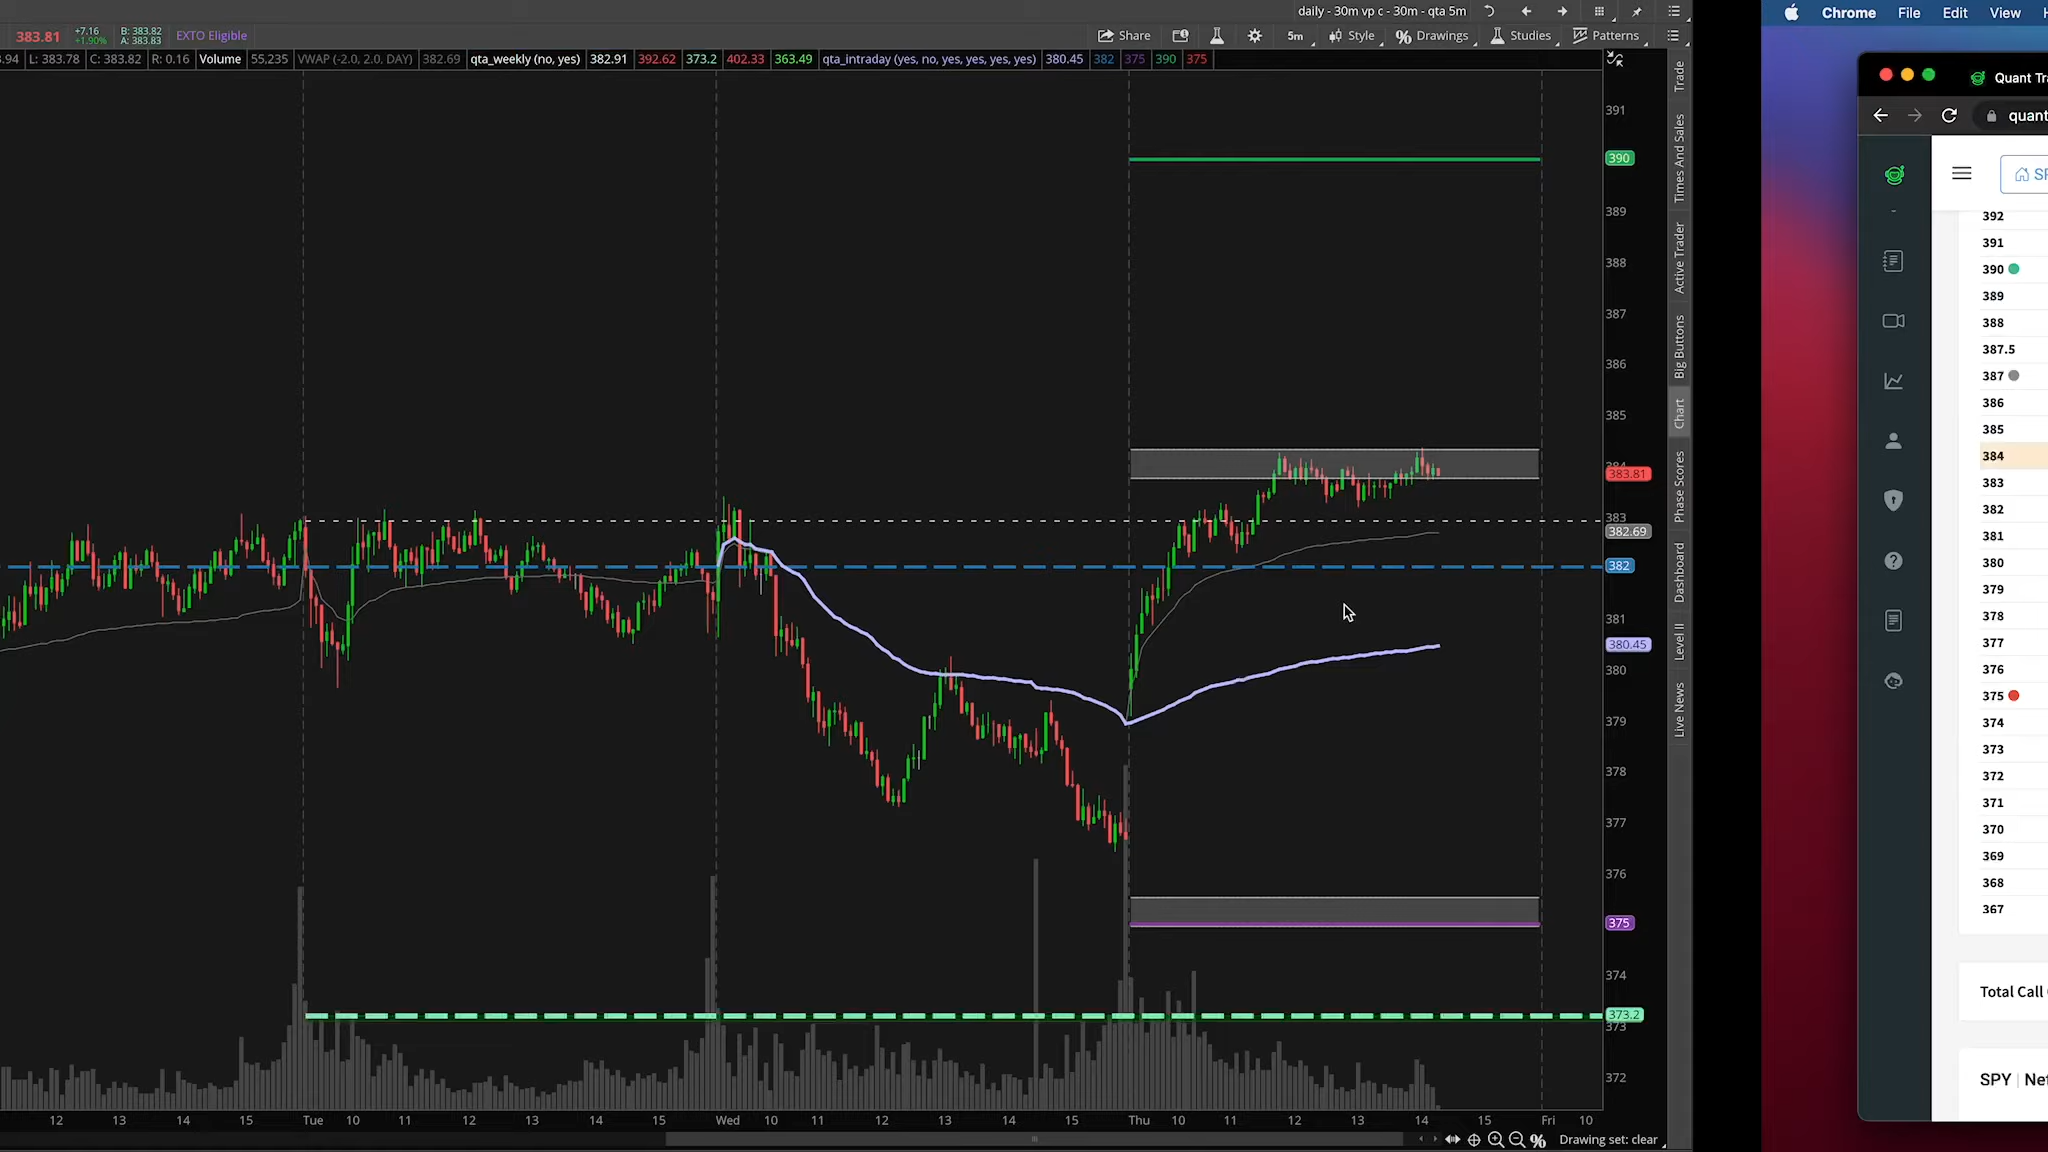 daily - 30m vp c - 30m - qta 5m
383.81 +7.16 +1.90% B: 383.82 A: 383.83 EXTO Eligible
Share 5m Style Drawings Studies Patterns
3.94 L: 383.78 C: 383.82 R: 0.16 Volume 55,235 VWAP (-2.0, 2.0, DAY) 382.69 qta_weekly (no, yes) 382.91 392.62 373.2 402.33 363.49 qta_intraday (yes, no, yes, yes, yes, yes) 380.45 382 375 390 375
391
390
389
388
387
386
385
384
383.81
383
382.69
382
381
380.45
380
379
378
377
376
375
374
373.2
373
372
12 13 14 15 Tue 10 11 12 13 14 15 Wed 10 11 12 13 14 15 Thu 10 11 12 13 14 15 Fri 10
Drawing set: clear
Trade
Times And Sales
Active Trader
Big Buttons
Chart
Phase Scores
Dashboard
Level II
Live News
Chrome File Edit View
Quant Tr
quant
SP
392
391
390
389
388
387.5
387
386
385
384
383
382
381
380
379
378
377
376
375
374
373
372
371
370
369
368
367
Total Call
SPY | Net